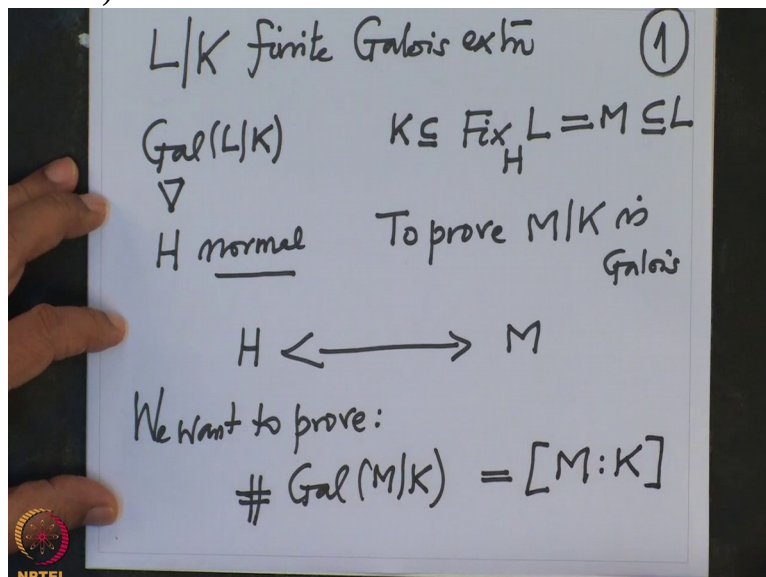 L|K finite Galois extn̄ ①
Gal(L|K) K ⊆ Fix_H L = M ⊆ L
▽
H normal To prove M|K is
Galois
H ⟷ M
We want to prove:
# Gal(M|K) = [M:K]
NPTEL